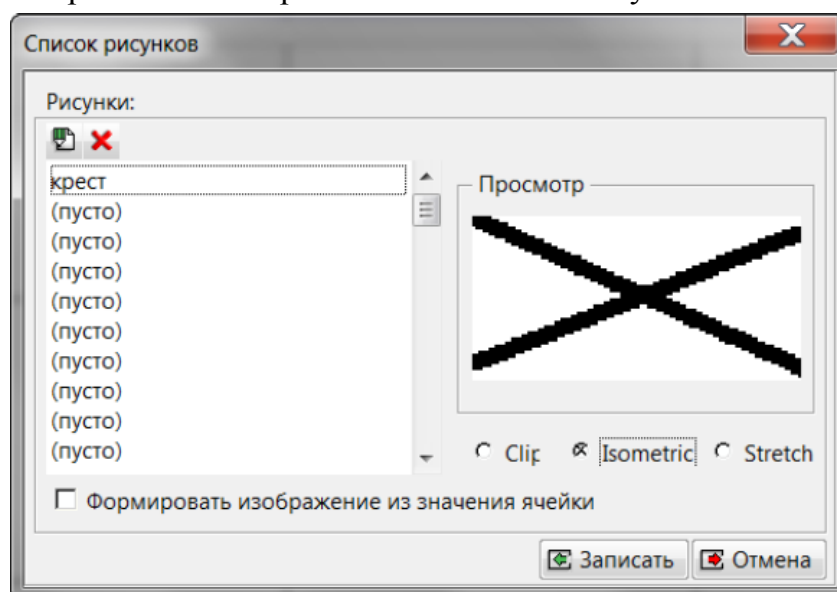 Список рисунков
Рисунки:
крест
(пусто)
(пусто)
(пусто)
(пусто)
(пусто)
(пусто)
(пусто)
(пусто)
(пусто)
Просмотр
Clip Isometric Stretch
Формировать изображение из значения ячейки
Записать Отмена